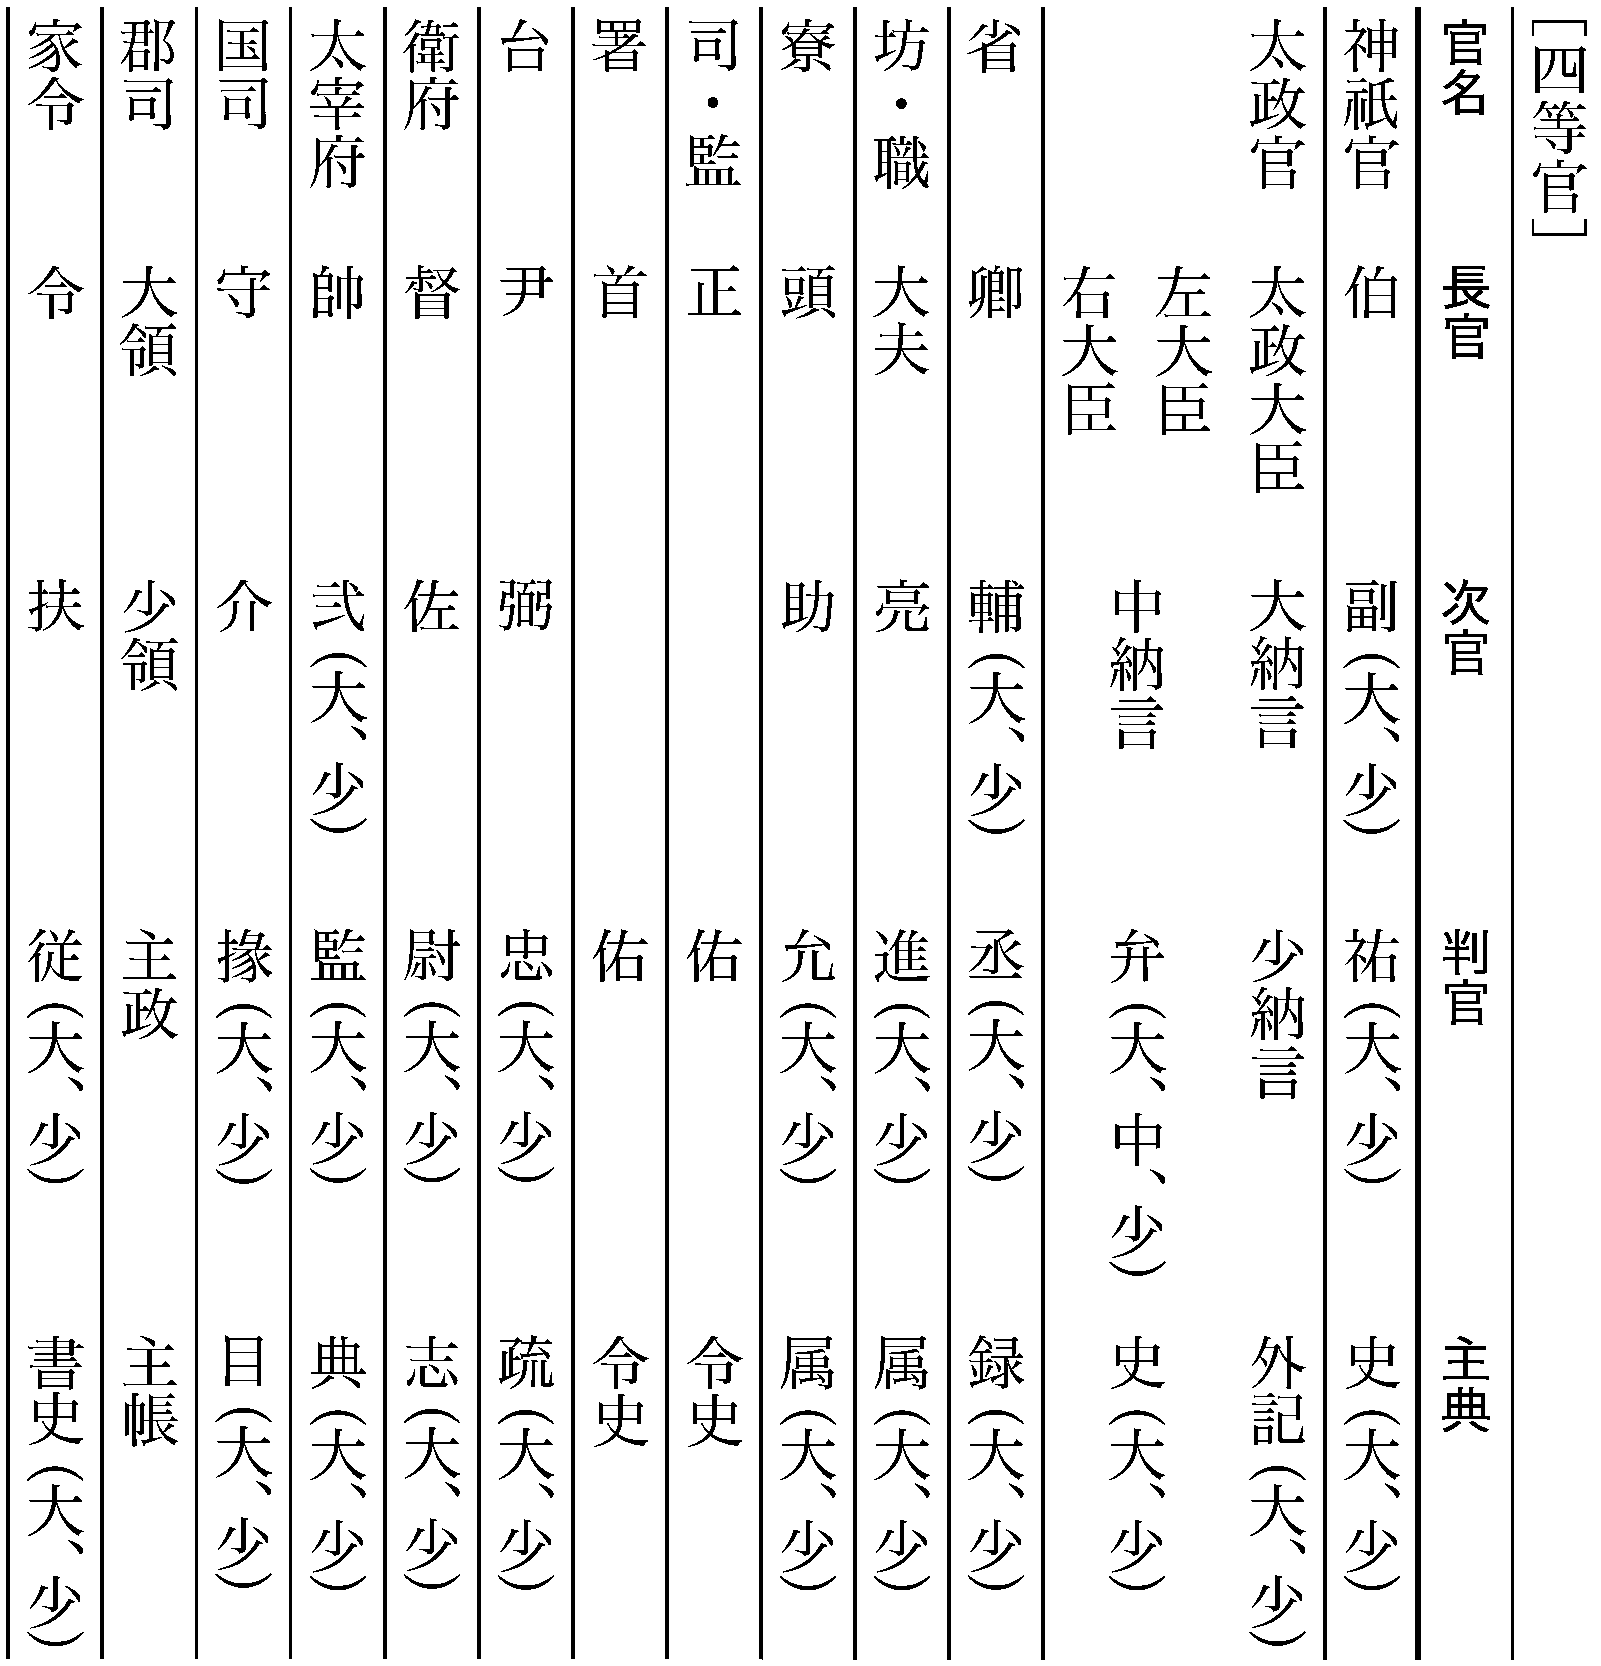 ［四等官］
官名 長官 次官 判官 主典
神祇官 伯 副（大、少） 祐（大、少） 史（大、少）
太政官 太政大臣 大納言 少納言 外記（大、少）
左大臣
中納言 弁（大、中、少） 史（大、少）
右大臣
省 卿 輔（大、少） 丞（大、少） 録（大、少）
坊・職 大夫 亮 進（大、少） 属（大、少）
寮 頭 助 允（大、少） 属（大、少）
司・監 正 佑 令史
署 首 佑 令史
台 尹 弼 忠（大、少） 疏（大、少）
衛府 督 佐 尉（大、少） 志（大、少）
太宰府 帥 弐（大、少） 監（大、少） 典（大、少）
国司 守 介 掾（大、少） 目（大、少）
郡司 大領 少領 主政 主帳
家令 令 扶 従（大、少） 書史（大、少）